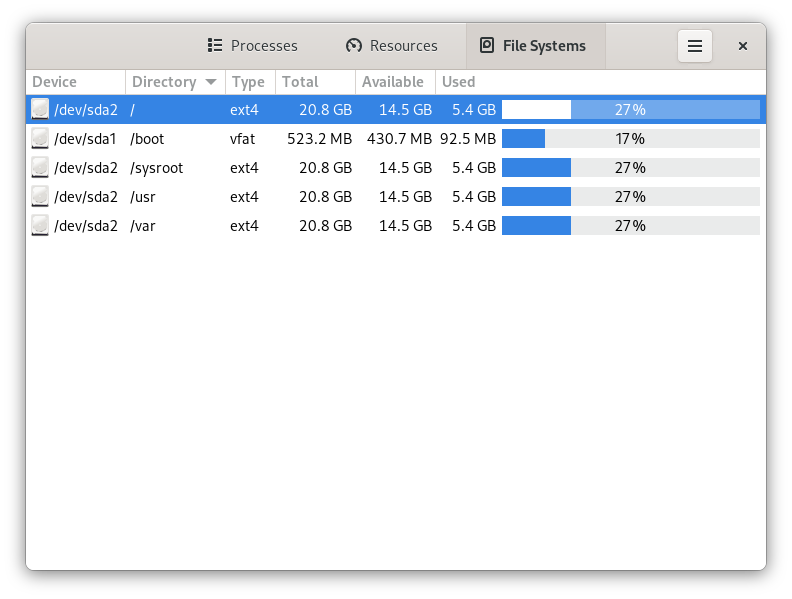 Processes Resources File Systems
Device Directory Type Total Available Used
/dev/sda2 / ext4 20.8 GB 14.5 GB 5.4 GB 27%
/dev/sda1 /boot vfat 523.2 MB 430.7 MB 92.5 MB 17%
/dev/sda2 /sysroot ext4 20.8 GB 14.5 GB 5.4 GB 27%
/dev/sda2 /usr ext4 20.8 GB 14.5 GB 5.4 GB 27%
/dev/sda2 /var ext4 20.8 GB 14.5 GB 5.4 GB 27%